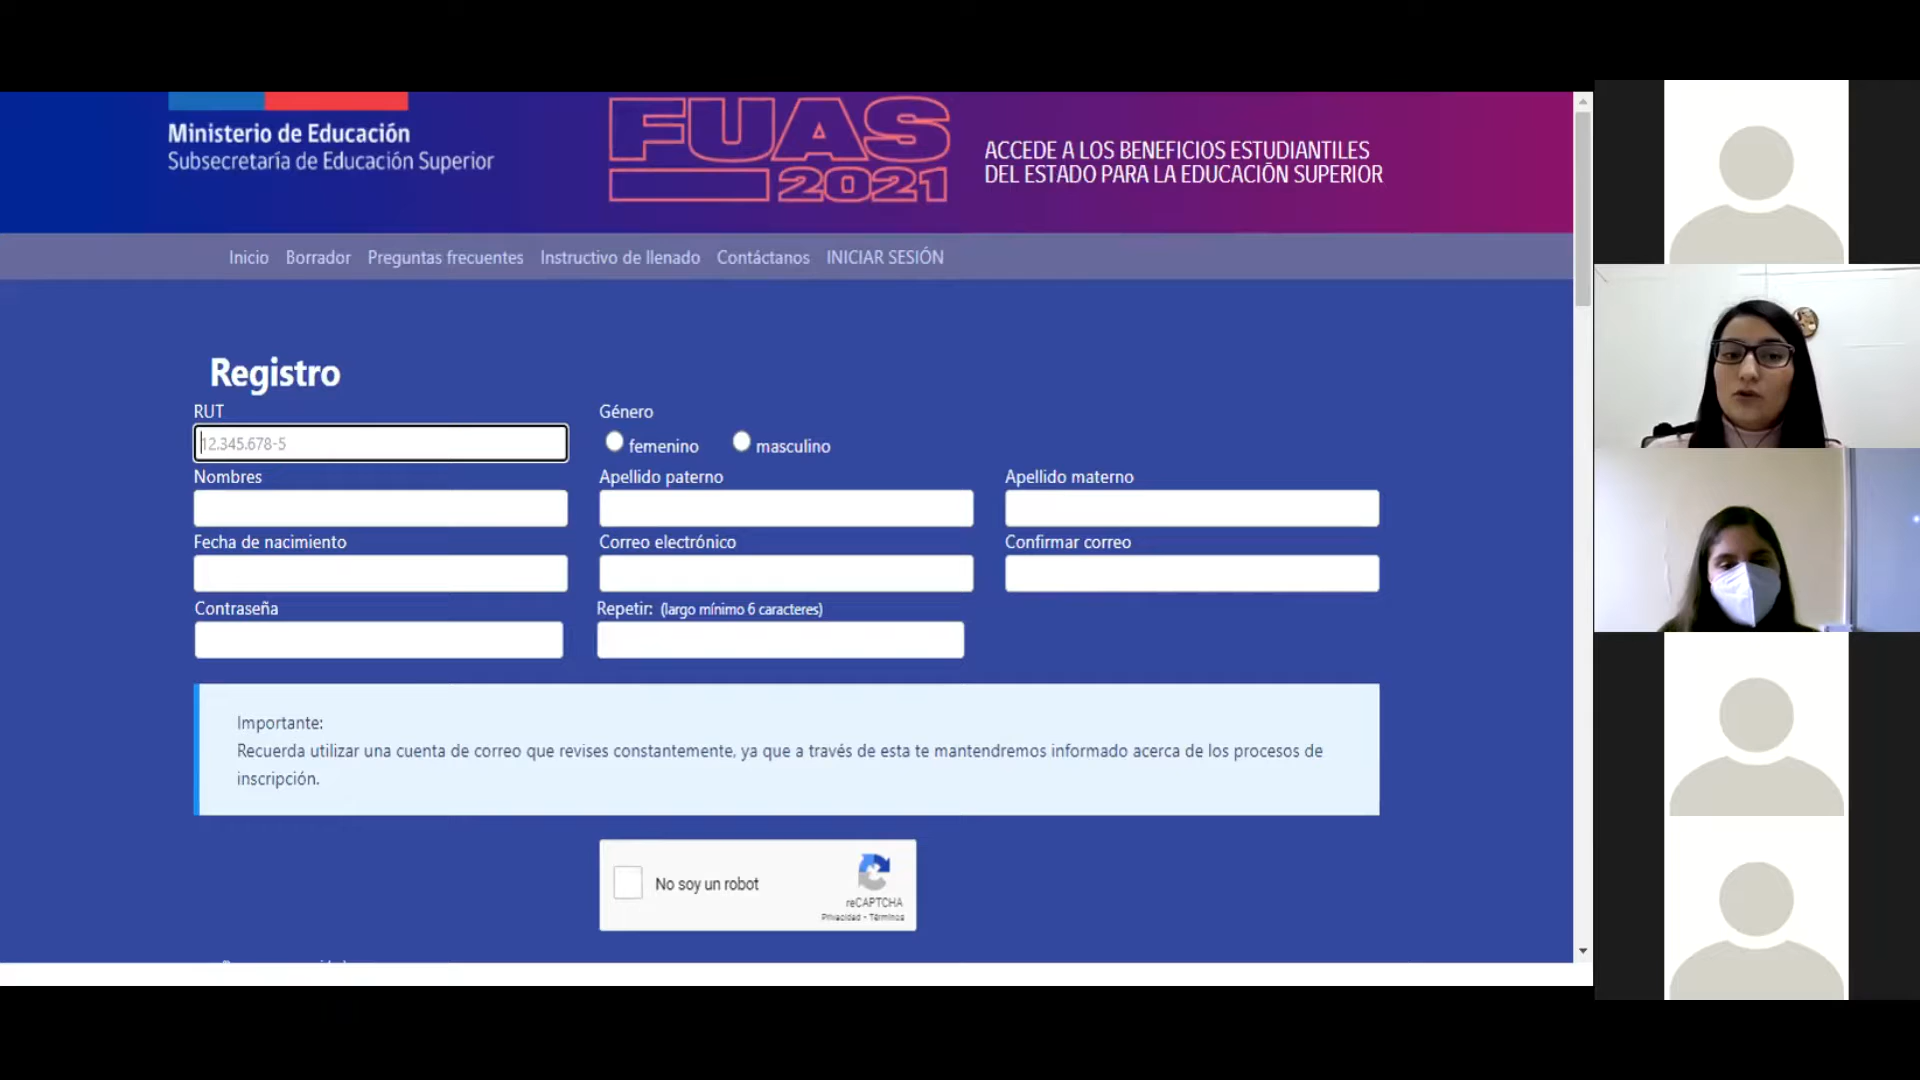 Ministerio de Educación
Subsecretaría de Educación Superior
FUAS
2021
ACCEDE A LOS BENEFICIOS ESTUDIANTILES
DEL ESTADO PARA LA EDUCACIÓN SUPERIOR
Inicio Borrador Preguntas frecuentes Instructivo de llenado Contáctanos INICIAR SESIÓN
Registro
RUT Género
12.345.678-5 femenino masculino
Nombres Apellido paterno Apellido materno
Fecha de nacimiento Correo electrónico Confirmar correo
Contraseña Repetir: (largo mínimo 6 caracteres)
Importante:
Recuerda utilizar una cuenta de correo que revises constantemente, ya que a través de esta te mantendremos informado acerca de los procesos de
inscripción.
No soy un robot
reCAPTCHA
Privacidad - Términos